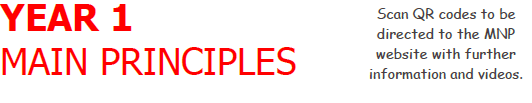 YEAR 1
MAIN PRINCIPLES
Scan QR codes to be
directed to the MNP
website with further
information and videos.